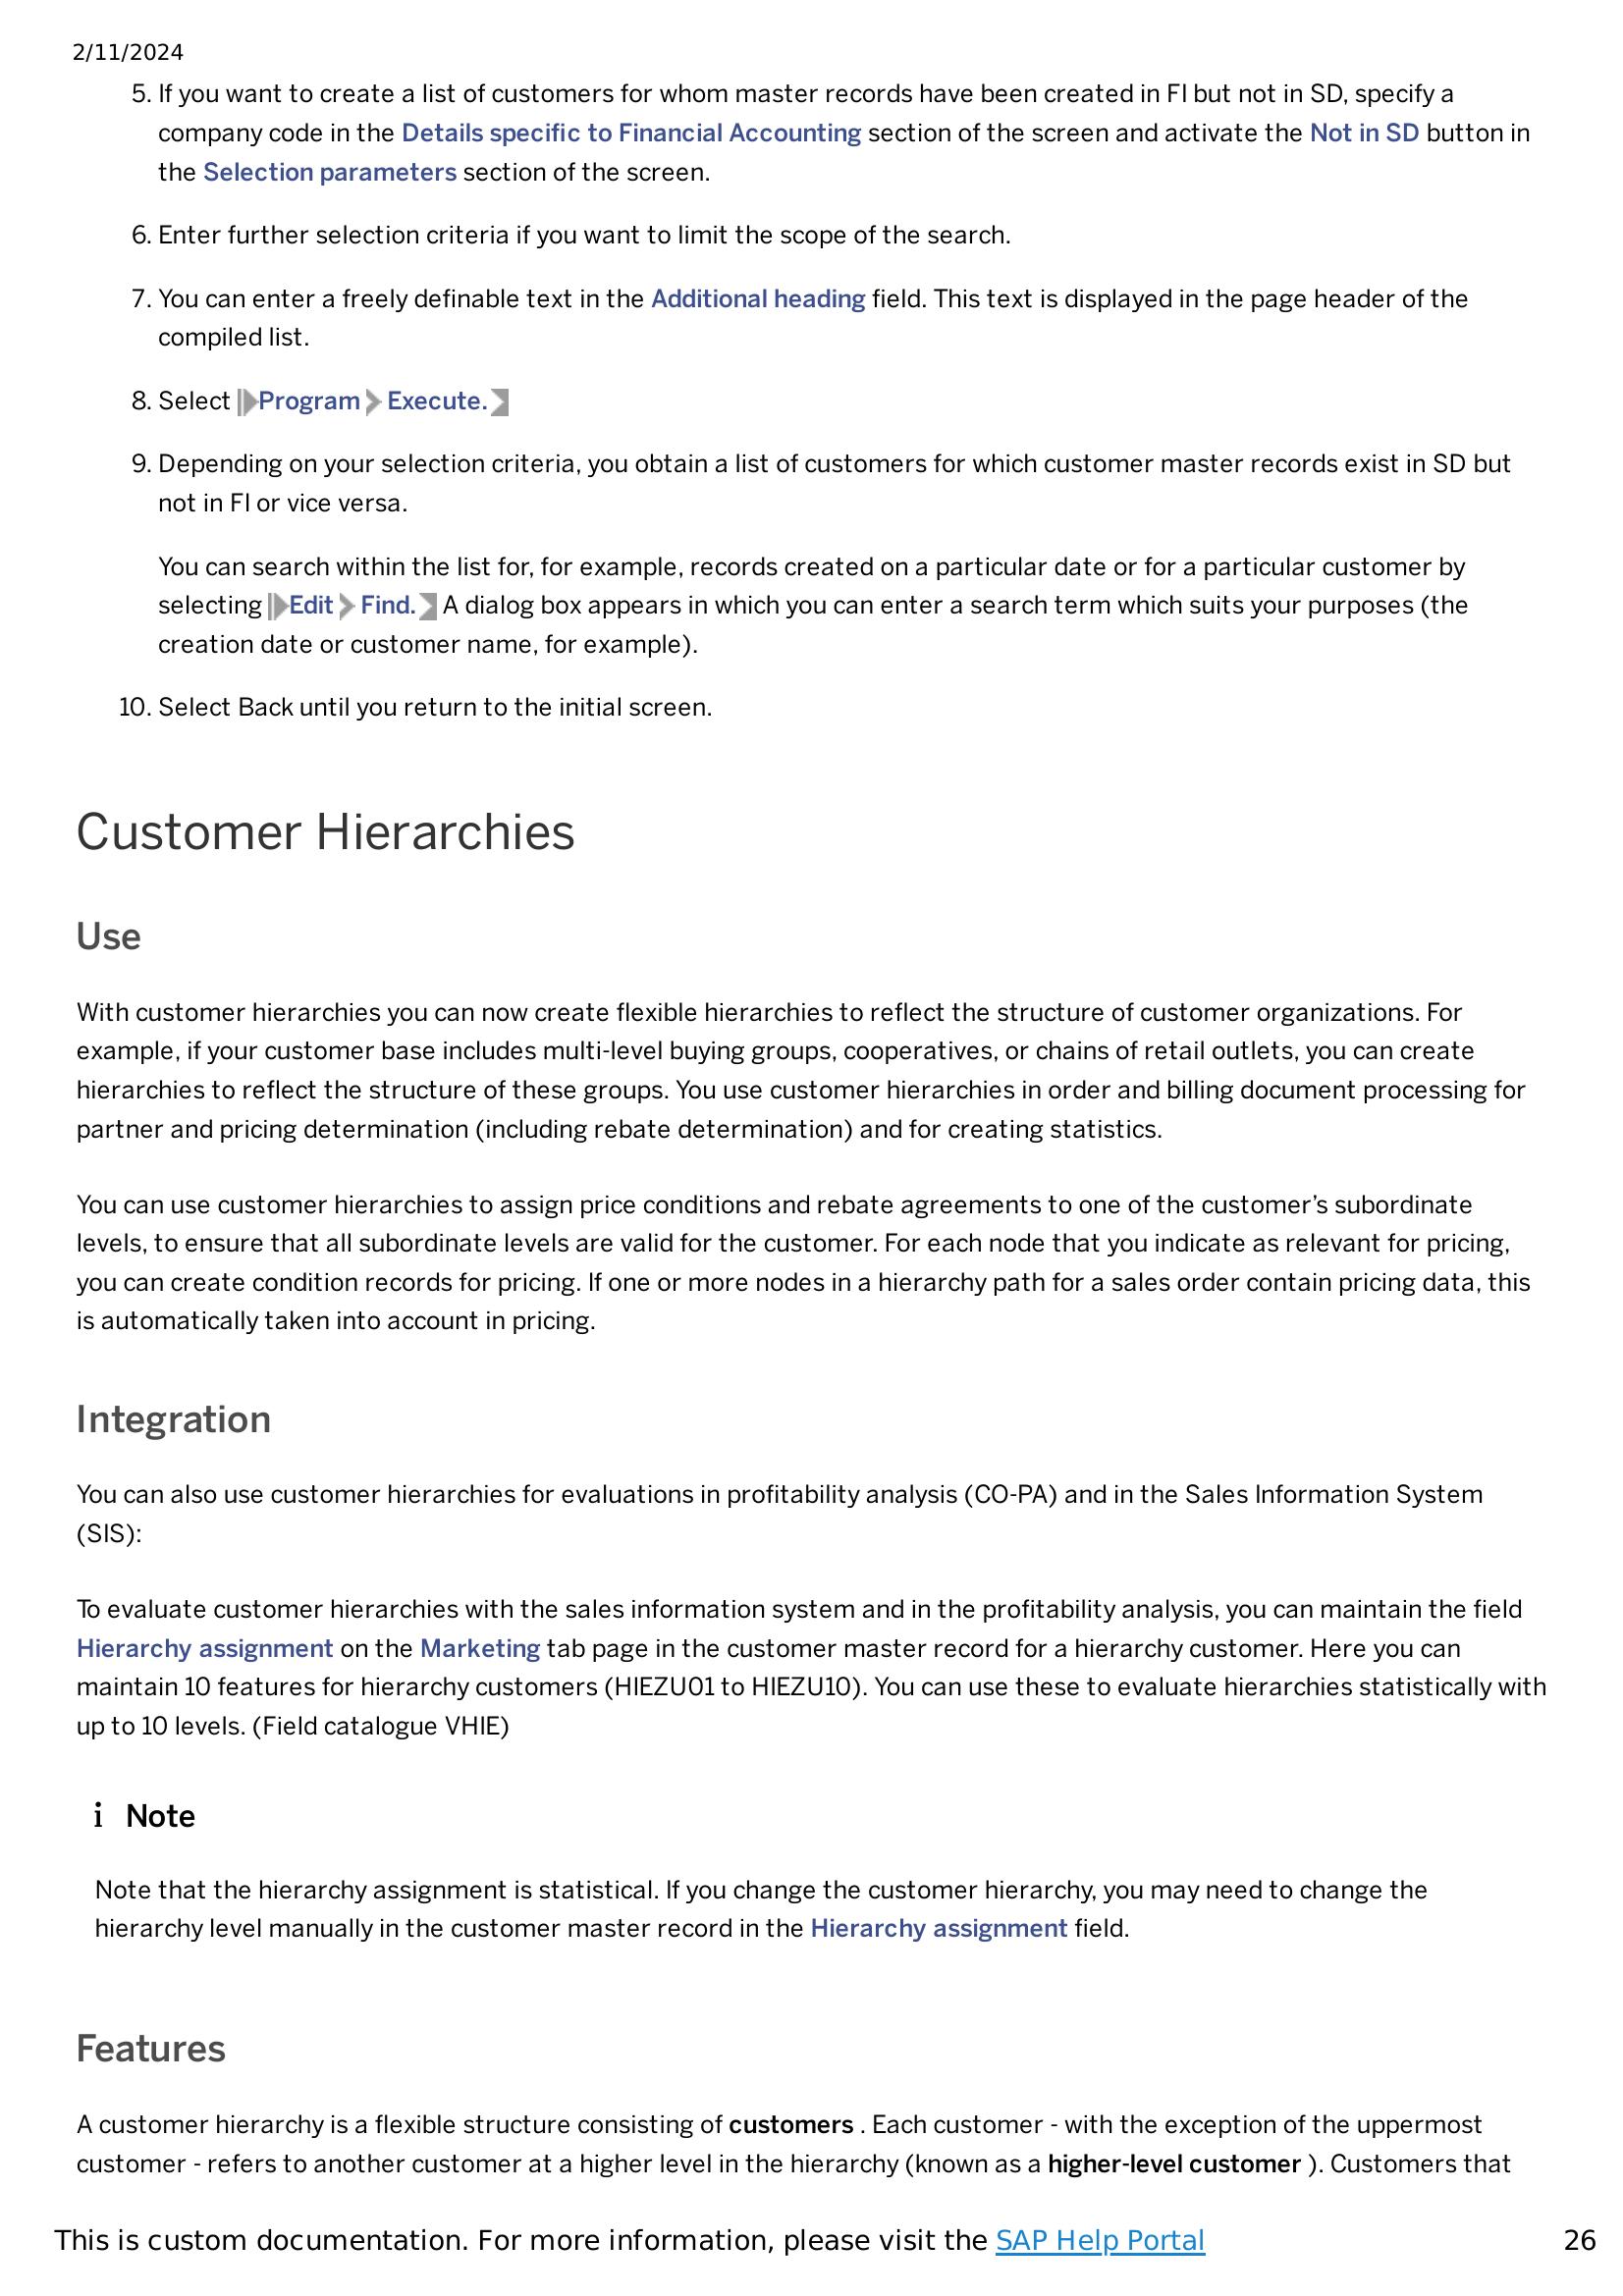 2/11/2024
5. If you want to create a list of customers for whom master records have been created in FI but not in SD, specify a
company code in the Details specific to Financial Accounting section of the screen and activate the Not in SD button in
the Selection parameters section of the screen.
6. Enter further selection criteria if you want to limit the scope of the search.
7. You can enter a freely definable text in the Additional heading field. This text is displayed in the page header of the
compiled list.
8. Select Program Execute.
9. Depending on your selection criteria, you obtain a list of customers for which customer master records exist in SD but
not in FI or vice versa.
You can search within the list for, for example, records created on a particular date or for a particular customer by
selecting Edit Find. A dialog box appears in which you can enter a search term which suits your purposes (the
creation date or customer name, for example).
10. Select Back until you return to the initial screen.
Customer Hierarchies
Use
With customer hierarchies you can now create flexible hierarchies to reflect the structure of customer organizations. For
example, if your customer base includes multi-level buying groups, cooperatives, or chains of retail outlets, you can create
hierarchies to reflect the structure of these groups. You use customer hierarchies in order and billing document processing for
partner and pricing determination (including rebate determination) and for creating statistics.
You can use customer hierarchies to assign price conditions and rebate agreements to one of the customer’s subordinate
levels, to ensure that all subordinate levels are valid for the customer. For each node that you indicate as relevant for pricing,
you can create condition records for pricing. If one or more nodes in a hierarchy path for a sales order contain pricing data, this
is automatically taken into account in pricing.
Integration
You can also use customer hierarchies for evaluations in profitability analysis (CO-PA) and in the Sales Information System
(SIS):
To evaluate customer hierarchies with the sales information system and in the profitability analysis, you can maintain the field
Hierarchy assignment on the Marketing tab page in the customer master record for a hierarchy customer. Here you can
maintain 10 features for hierarchy customers (HIEZU01 to HIEZU10). You can use these to evaluate hierarchies statistically with
up to 10 levels. (Field catalogue VHIE)
i Note
Note that the hierarchy assignment is statistical. If you change the customer hierarchy, you may need to change the
hierarchy level manually in the customer master record in the Hierarchy assignment field.
Features
A customer hierarchy is a flexible structure consisting of customers . Each customer - with the exception of the uppermost
customer - refers to another customer at a higher level in the hierarchy (known as a higher-level customer ). Customers that
This is custom documentation. For more information, please visit the SAP Help Portal 26